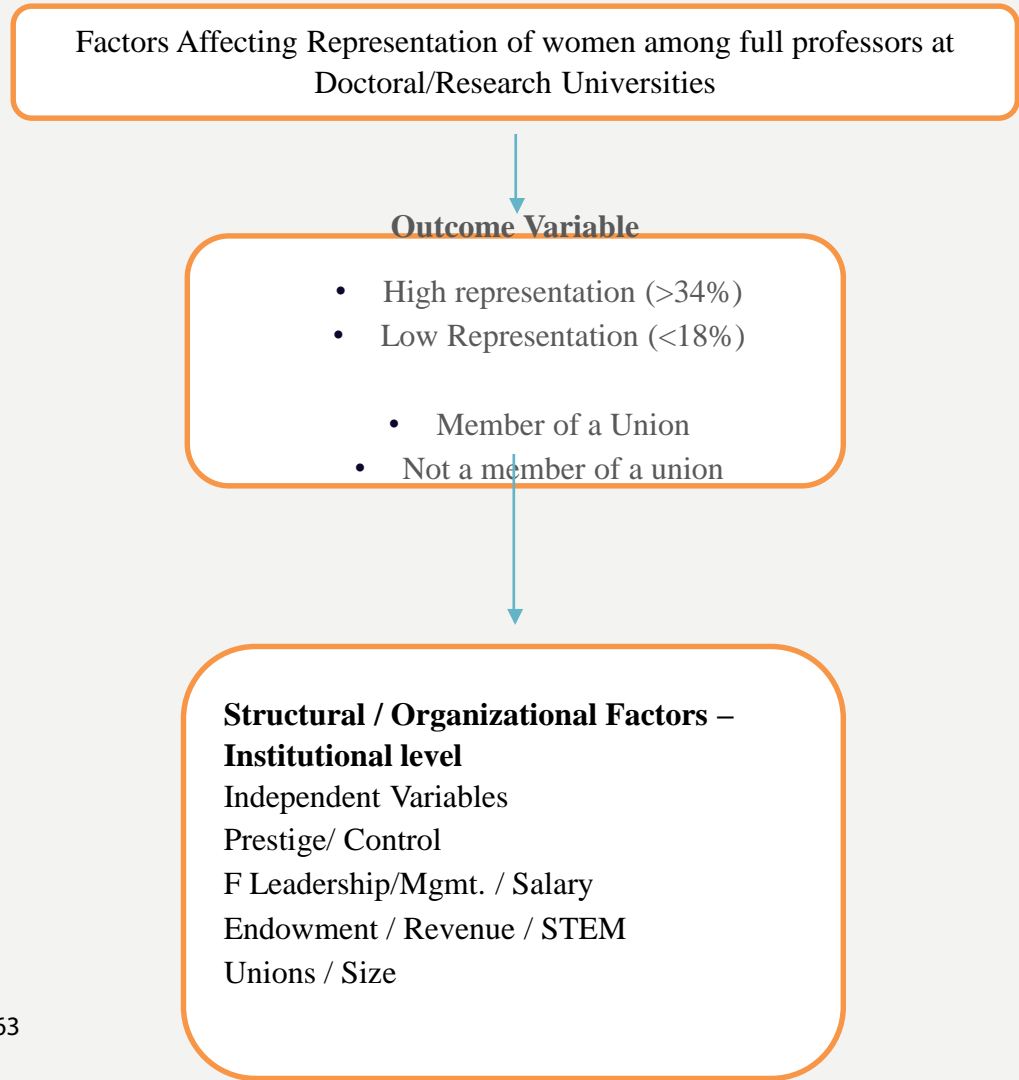 Factors Affecting Representation of women among full professors at
Doctoral/Research Universities
Outcome Variable
• High representation (>34%)
• Low Representation (<18%)
• Member of a Union
• Not a member of a union
Structural / Organizational Factors –
Institutional level
Independent Variables
Prestige/ Control
F Leadership/Mgmt. / Salary
Endowment / Revenue / STEM
Unions / Size
63